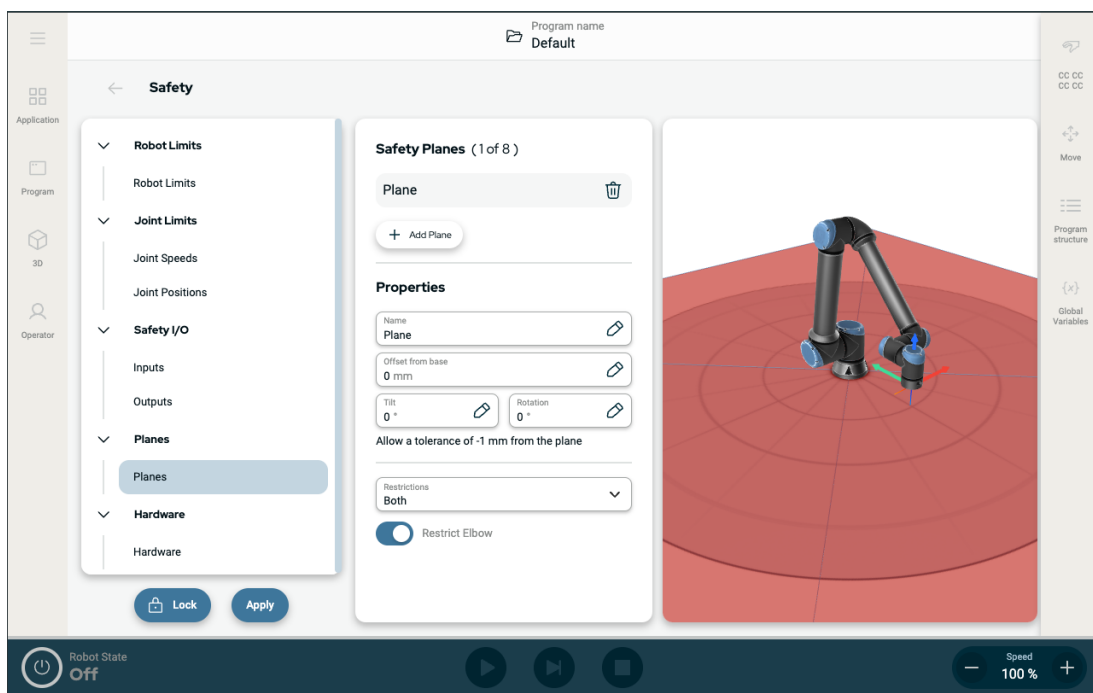 Program name
Default
Safety
Application
Program
3D
Operator
Robot Limits
Robot Limits
Joint Limits
Joint Speeds
Joint Positions
Safety I/O
Inputs
Outputs
Planes
Planes
Hardware
Hardware
Lock
Apply
Safety Planes (1 of 8)
Plane
Add Plane
Properties
Name
Plane
Offset from base
0 mm
Tilt
0 °
Rotation
0 °
Allow a tolerance of -1 mm from the plane
Restrictions
Both
Restrict Elbow
CC CC
CC CC
Move
Program
structure
{x}
Global
Variables
Robot State
Off
Speed
100 %